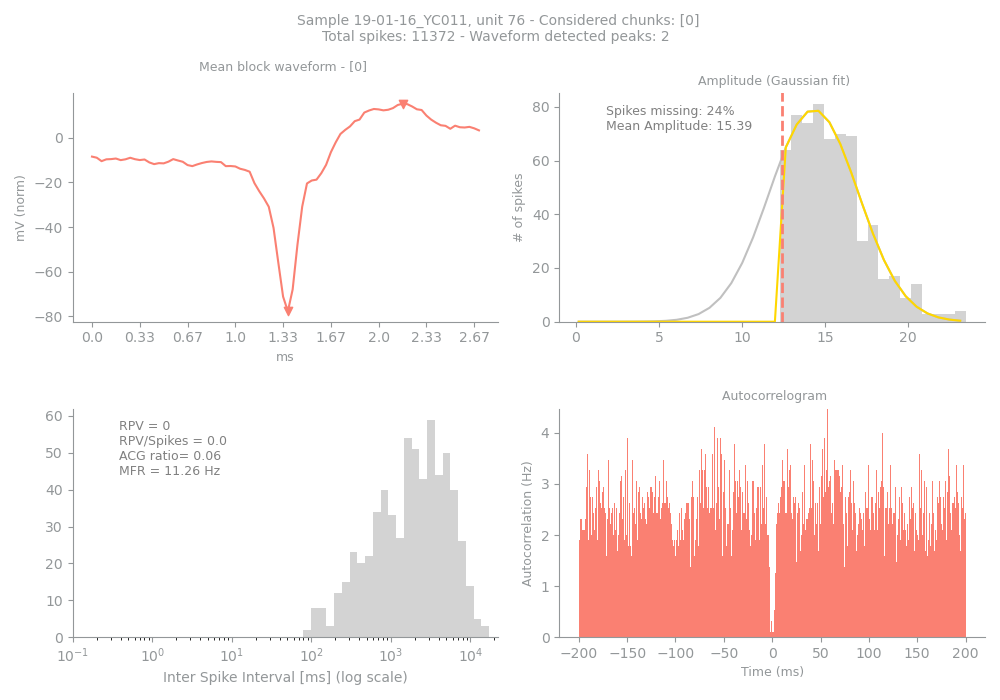 Sample 19-01-16_YC011, unit 76 - Considered chunks: [0]
Total spikes: 11372 - Waveform detected peaks: 2
Mean block waveform - [0]
mV (norm)
0
−20
−40
−60
−80
0.0 0.33 0.67 1.0 1.33 1.67 2.0 2.33 2.67
ms
Amplitude (Gaussian fit)
Spikes missing: 24%
Mean Amplitude: 15.39
# of spikes
80
60
40
20
0
0 5 10 15 20
RPV = 0
RPV/Spikes = 0.0
ACG ratio= 0.06
MFR = 11.26 Hz
60
50
40
30
20
10
0
10⁻¹ 10⁰ 10¹ 10² 10³ 10⁴
Inter Spike Interval [ms] (log scale)
Autocorrelogram
Autocorrelation (Hz)
4
3
2
1
0
−200 −150 −100 −50 0 50 100 150 200
Time (ms)